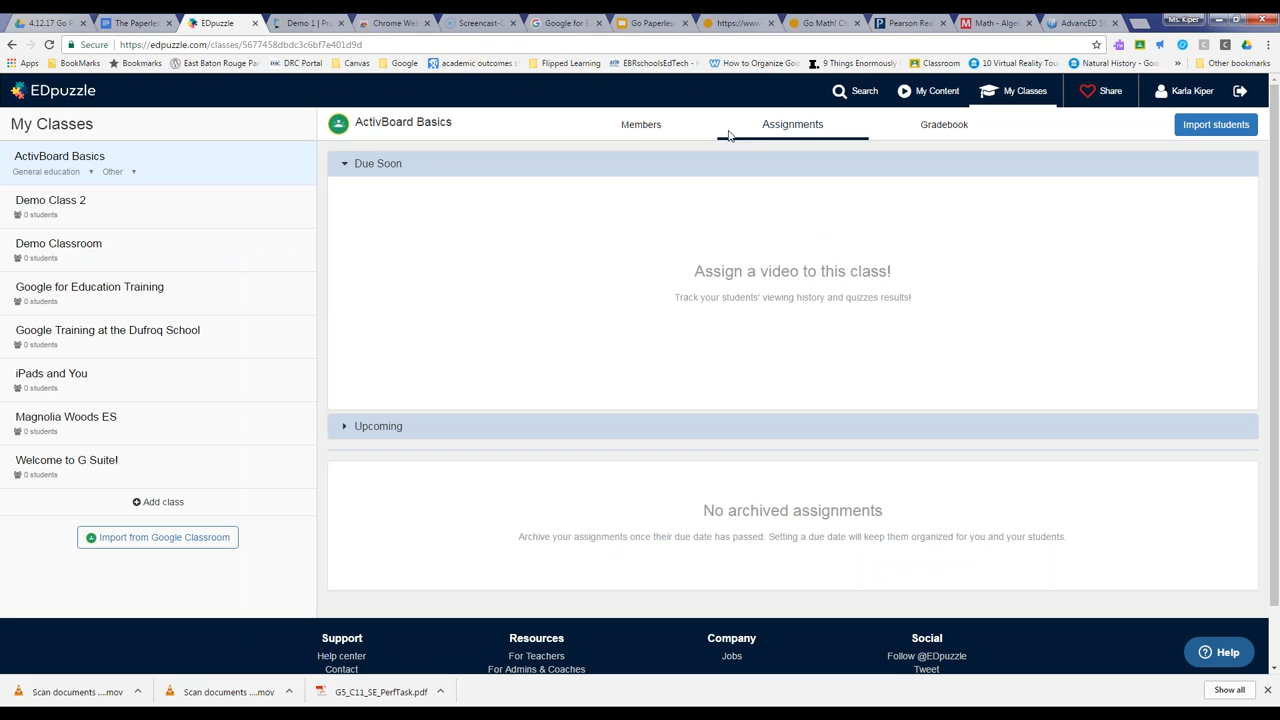 4.12.17 Go P
The Paperles
EDpuzzle
Demo 1 | Pr
Chrome Web
Screencast-C
Google for E
Go Paperless
https://www
Go Math! Ch
Pearson Real
Math - Algeb
AdvancED St
Ms. Kiper
Secure
https://edpuzzle.com/classes/5677458dbdc3c6bf7e401d9d
Apps
BookMarks
Bookmarks
East Baton Rouge Par
DRC Portal
Canvas
Google
academic outcomes s
Flipped Learning
EBRschoolsEdTech -
How to Organize Goo
9 Things Enormously
Classroom
10 Virtual Reality Tou
Natural History - Goo
»
Other bookmarks
EDpuzzle
Search
My Content
My Classes
Share
Karla Kiper
My Classes
ActivBoard Basics
Members
Assignments
Gradebook
Import students
ActivBoard Basics
General education
Other
Due Soon
Demo Class 2
0 students
Demo Classroom
0 students
Assign a video to this class!
Track your students' viewing history and quizzes results!
Google for Education Training
0 students
Google Training at the Dufroq School
0 students
iPads and You
0 students
Magnolia Woods ES
0 students
Upcoming
Welcome to G Suite!
0 students
Add class
Import from Google Classroom
No archived assignments
Archive your assignments once their due date has passed. Setting a due date will keep them organized for you and your students.
Support
Resources
Company
Social
Help center
For Teachers
Jobs
Follow @EDpuzzle
Contact
For Admins & Coaches
Tweet
Help
Scan documents ....mov
Scan documents ....mov
G5_C11_SE_PerfTask.pdf
Show all